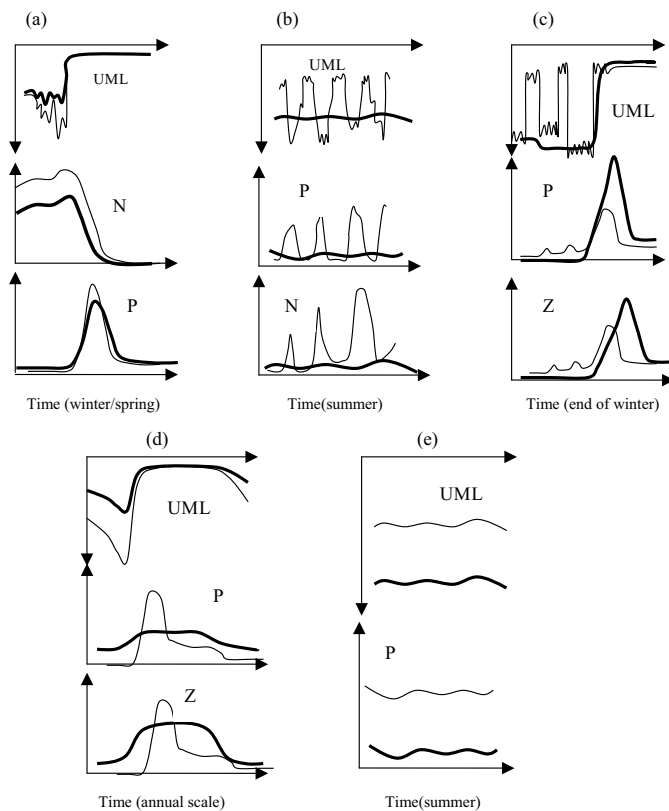 (a)
(b)
(c)
UML
UML
UML
N
P
P
P
N
Z
Time (winter/spring)
Time(summer)
Time (end of winter)
(d)
(e)
UML
UML
P
P
Z
Time (annual scale)
Time(summer)